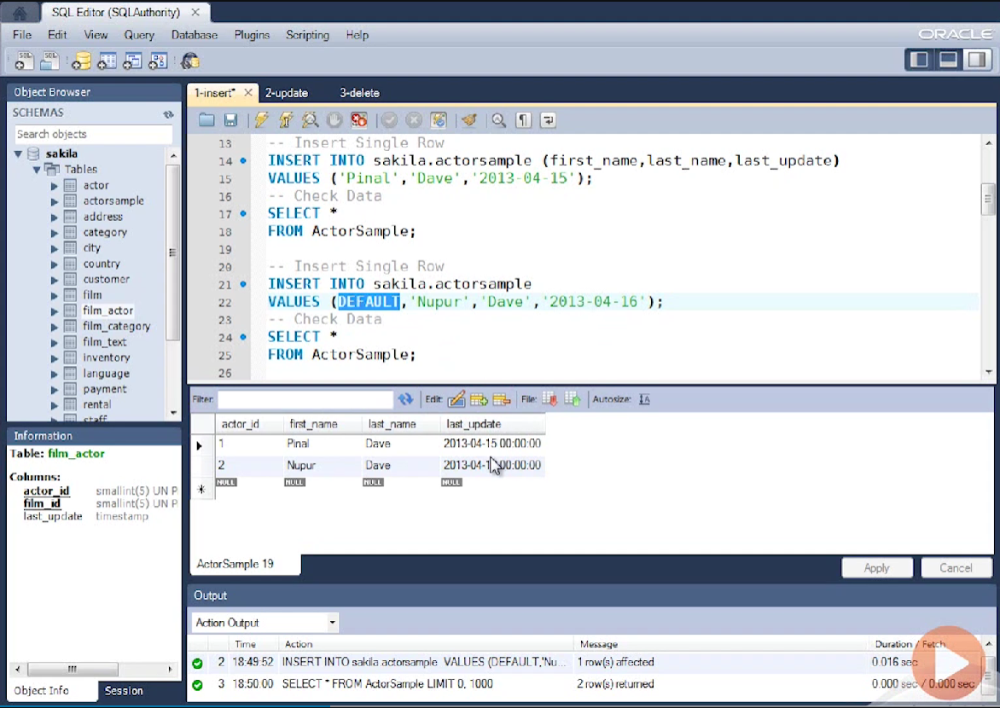 SQL Editor (SQLAuthority)
File Edit View Query Database Plugins Scripting Help
ORACLE
SQL SQL
Object Browser
SCHEMAS
Search objects
sakila
Tables
actor
actorsample
address
category
city
country
customer
film
film_actor
film_category
film_text
inventory
language
payment
rental
staff
Information
Table: film_actor
Columns:
actor_id smallint(5) UN P
film_id smallint(5) UN P
last_update timestamp
Object Info Session
1-insert* 2-update 3-delete
13 -- Insert Single Row
14 INSERT INTO sakila.actorsample (first_name,last_name,last_update)
15 VALUES ('Pinal','Dave','2013-04-15');
16 -- Check Data
17 SELECT *
18 FROM ActorSample;
19
20 -- Insert Single Row
21 INSERT INTO sakila.actorsample
22 VALUES (DEFAULT,'Nupur','Dave','2013-04-16');
23 -- Check Data
24 SELECT *
25 FROM ActorSample;
26
Filter: Edit: File: Autosize:
actor_id first_name last_name last_update
1 Pinal Dave 2013-04-15 00:00:00
2 Nupur Dave 00:00:00
NULL NULL NULL NULL
ActorSample 19
Apply Cancel
Output
Action Output
Time Action Message Duration / Fetch
2 18:49:52 INSERT INTO sakila.actorsample VALUES (DEFAULT,'Nu... 1 row(s) affected 0.016 sec
3 18:50:00 SELECT * FROM ActorSample LIMIT 0, 1000 2 row(s) returned 0.000 sec / 0.000 sec